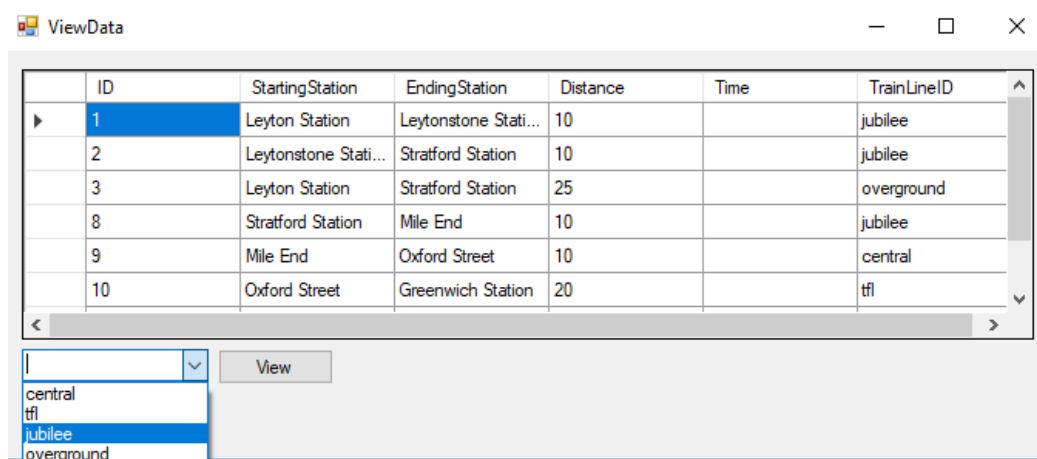 ViewData
ID StartingStation EndingStation Distance Time TrainLineID
1 Leyton Station Leytonstone Stati... 10 jubilee
2 Leytonstone Stati... Stratford Station 10 jubilee
3 Leyton Station Stratford Station 25 overground
8 Stratford Station Mile End 10 jubilee
9 Mile End Oxford Street 10 central
10 Oxford Street Greenwich Station 20 tfl
View
central
tfl
jubilee
overground